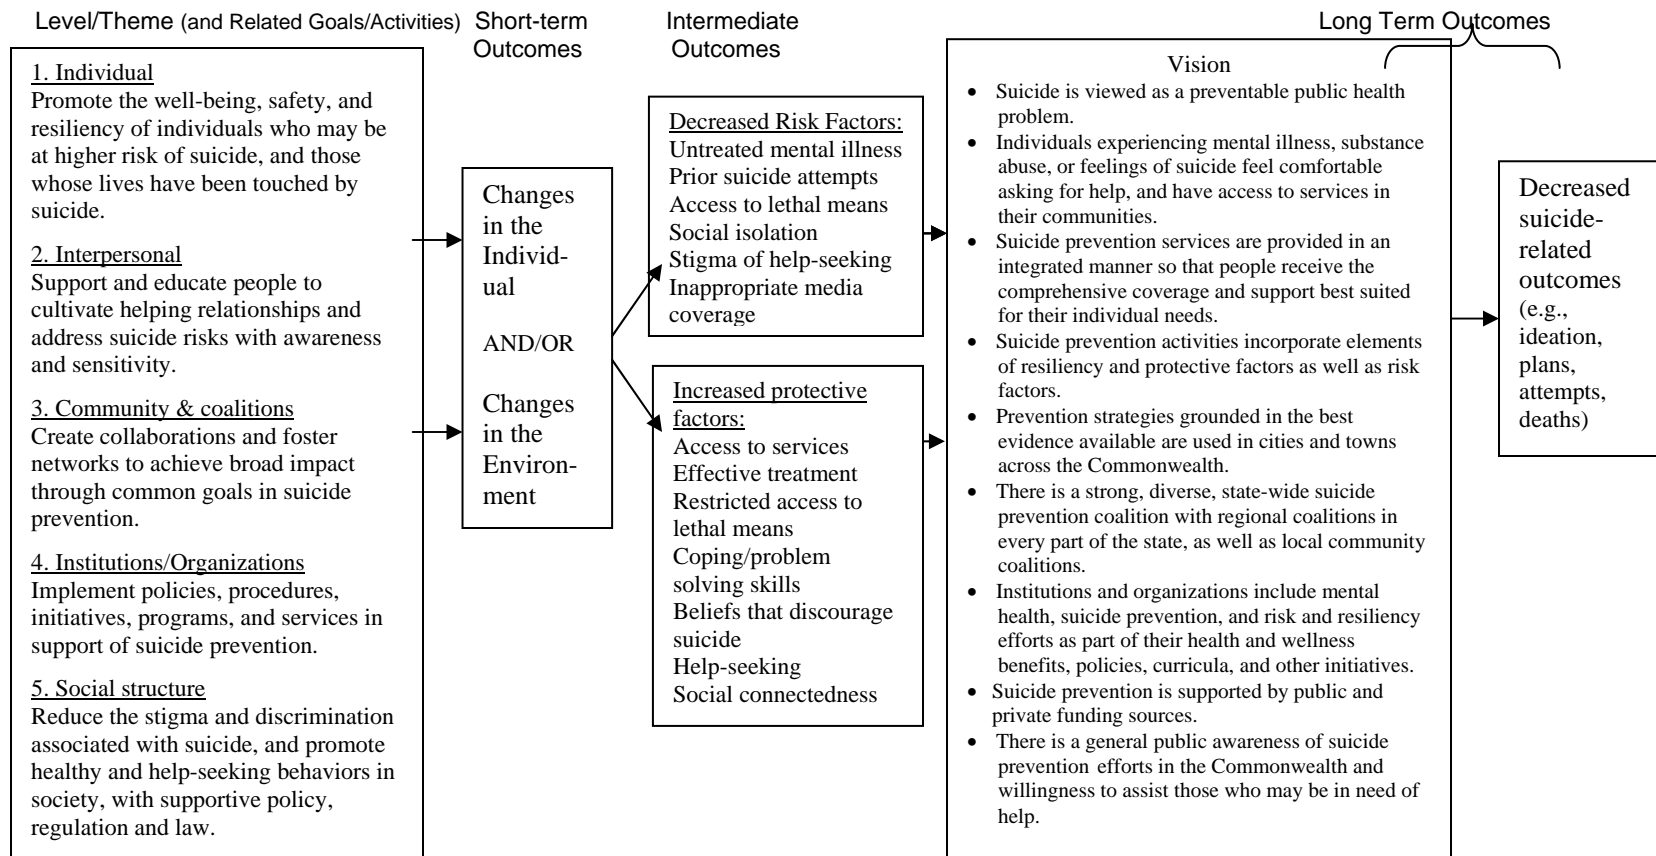 Level/Theme (and Related Goals/Activities)
Short-term
Outcomes
Intermediate
Outcomes
Long Term Outcomes
1. Individual
Promote the well-being, safety, and
resiliency of individuals who may be
at higher risk of suicide, and those
whose lives have been touched by
suicide.
2. Interpersonal
Support and educate people to
cultivate helping relationships and
address suicide risks with awareness
and sensitivity.
3. Community & coalitions
Create collaborations and foster
networks to achieve broad impact
through common goals in suicide
prevention.
4. Institutions/Organizations
Implement policies, procedures,
initiatives, programs, and services in
support of suicide prevention.
5. Social structure
Reduce the stigma and discrimination
associated with suicide, and promote
healthy and help-seeking behaviors in
society, with supportive policy,
regulation and law.
Changes
in the
Individ-
ual
AND/OR
Changes
in the
Environ-
ment
Decreased Risk Factors:
Untreated mental illness
Prior suicide attempts
Access to lethal means
Social isolation
Stigma of help-seeking
Inappropriate media
coverage
Increased protective
factors:
Access to services
Effective treatment
Restricted access to
lethal means
Coping/problem
solving skills
Beliefs that discourage
suicide
Help-seeking
Social connectedness
Vision
• Suicide is viewed as a preventable public health
problem.
• Individuals experiencing mental illness, substance
abuse, or feelings of suicide feel comfortable
asking for help, and have access to services in
their communities.
• Suicide prevention services are provided in an
integrated manner so that people receive the
comprehensive coverage and support best suited
for their individual needs.
• Suicide prevention activities incorporate elements
of resiliency and protective factors as well as risk
factors.
• Prevention strategies grounded in the best
evidence available are used in cities and towns
across the Commonwealth.
• There is a strong, diverse, state-wide suicide
prevention coalition with regional coalitions in
every part of the state, as well as local community
coalitions.
• Institutions and organizations include mental
health, suicide prevention, and risk and resiliency
efforts as part of their health and wellness
benefits, policies, curricula, and other initiatives.
• Suicide prevention is supported by public and
private funding sources.
• There is a general public awareness of suicide
prevention efforts in the Commonwealth and
willingness to assist those who may be in need of
help.
Decreased
suicide-
related
outcomes
(e.g.,
ideation,
plans,
attempts,
deaths)